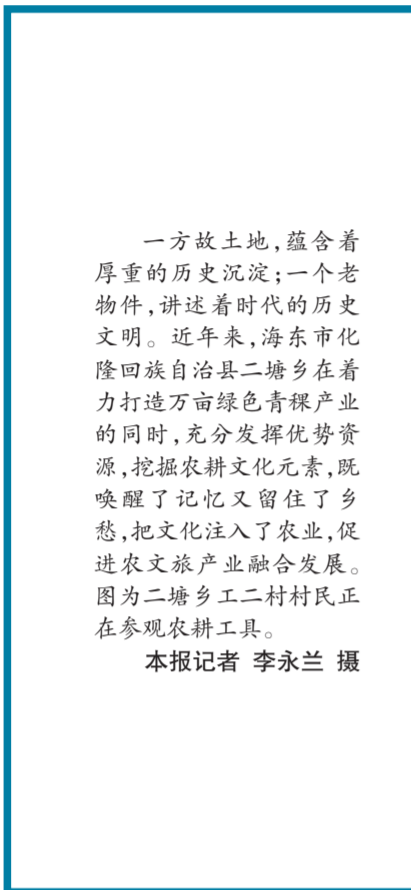 一方故土地,蕴含着
厚重的历史沉淀;一个老
物件,讲述着时代的历史
文明。近年来,海东市化
隆回族自治县二塘乡在着
力打造万亩绿色青稞产业
的同时,充分发挥优势资
源,挖掘农耕文化元素,既
唤醒了记忆又留住了乡
愁,把文化注入了农业,促
进农文旅产业融合发展。
图为二塘乡工二村村民正
在参观农耕工具。
本报记者 李永兰 摄